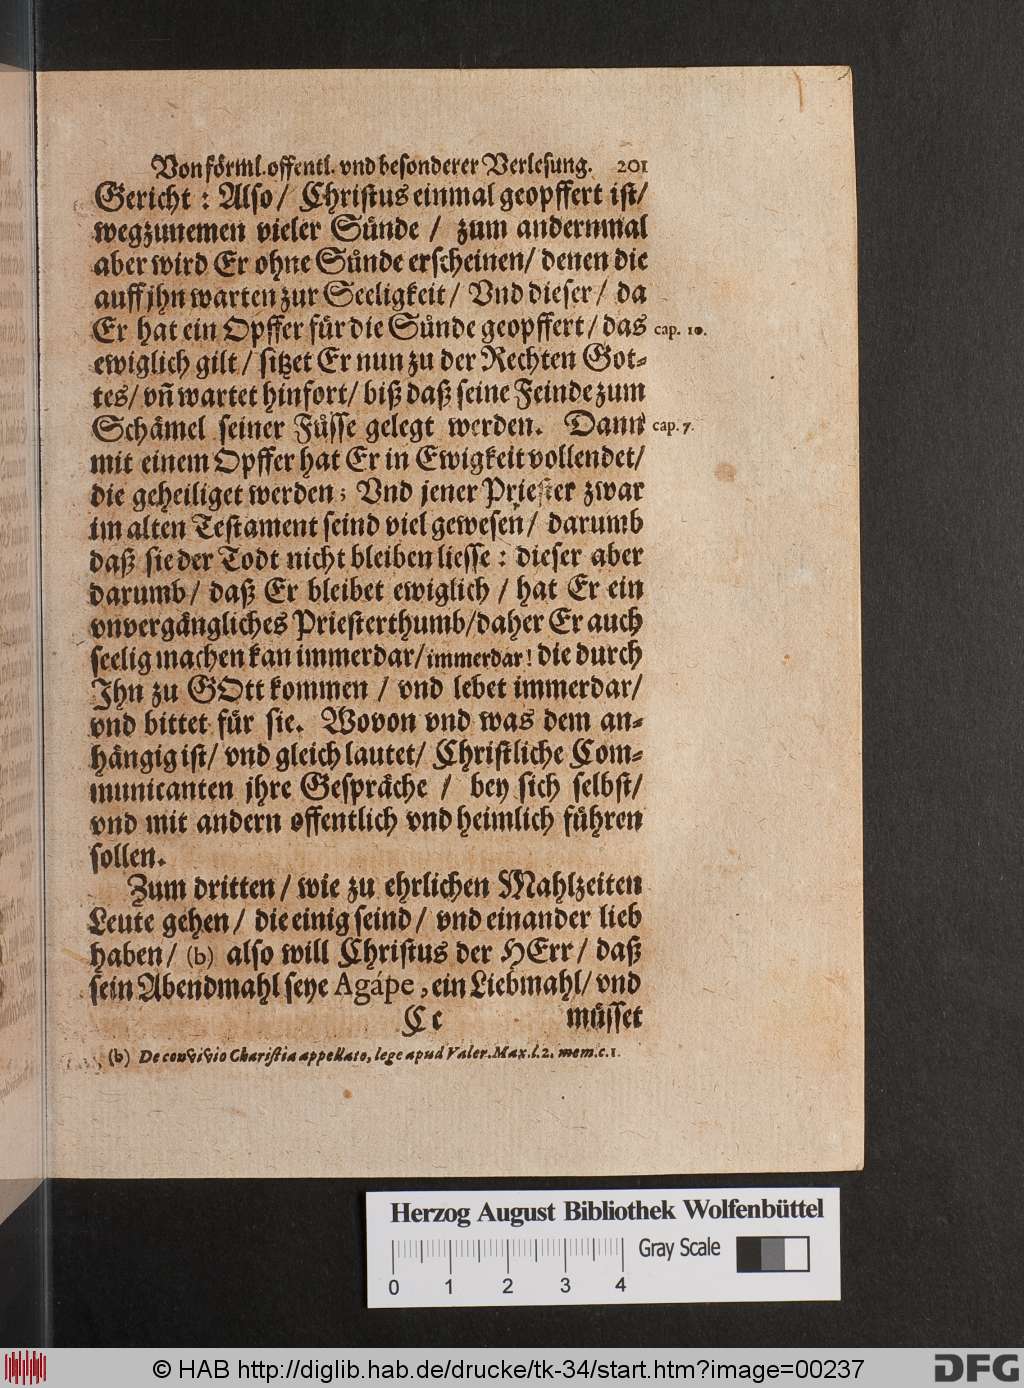 Von förml. offentl. vnd besonderer Verlesung. 201
Gericht : Also / Christus einmal geopffert ist/
wegzunemen vieler Sünde / zum andernmal
aber wird Er ohne Sünde erscheinen/ denen die
auff jhn warten zur Seeligkeit / Vnd dieser / da
Er hat ein Opffer für die Sünde geopffert / das cap. 10.
ewiglich gilt / sitzet Er nun zu der Rechten Got-
tes/ vñ wartet hinfort/ biß daß seine Feinde zum
Schämel seiner Füsse gelegt werden. Dann cap. 7.
mit einem Opffer hat Er in Ewigkeit vollendet/
die geheiliget werden; Vnd jener Priester zwar
im alten Testament seind viel gewesen / darumb
daß sie der Todt nicht bleiben liesse : dieser aber
darumb / daß Er bleibet ewiglich / hat Er ein
vnvergängliches Priesterthumb/daher Er auch
seelig machen kan immerdar/immerdar! die durch
Ihn zu GOtt kommen / vnd lebet immerdar/
vnd bittet für sie. Wovon vnd was dem an-
hängig ist/ vnd gleich lautet/ Christliche Com-
municanten jhre Gespräche / bey sich selbst/
vnd mit andern offentlich vnd heimlich führen
sollen.
Zum dritten / wie zu ehrlichen Mahlzeiten
Leute gehen / die einig seind / vnd einander lieb
haben / (b) also will Christus der HErr / daß
sein Abendmahl seye Agápe, ein Liebmahl/ vnd
Cc müsset
(b) De convivio Charistia appellato, lege apud Valer. Max. l. 2. mem. c. 1.
Herzog August Bibliothek Wolfenbüttel
0 1 2 3 4 Gray Scale
© HAB http://diglib.hab.de/drucke/tk-34/start.htm?image=00237
DFG